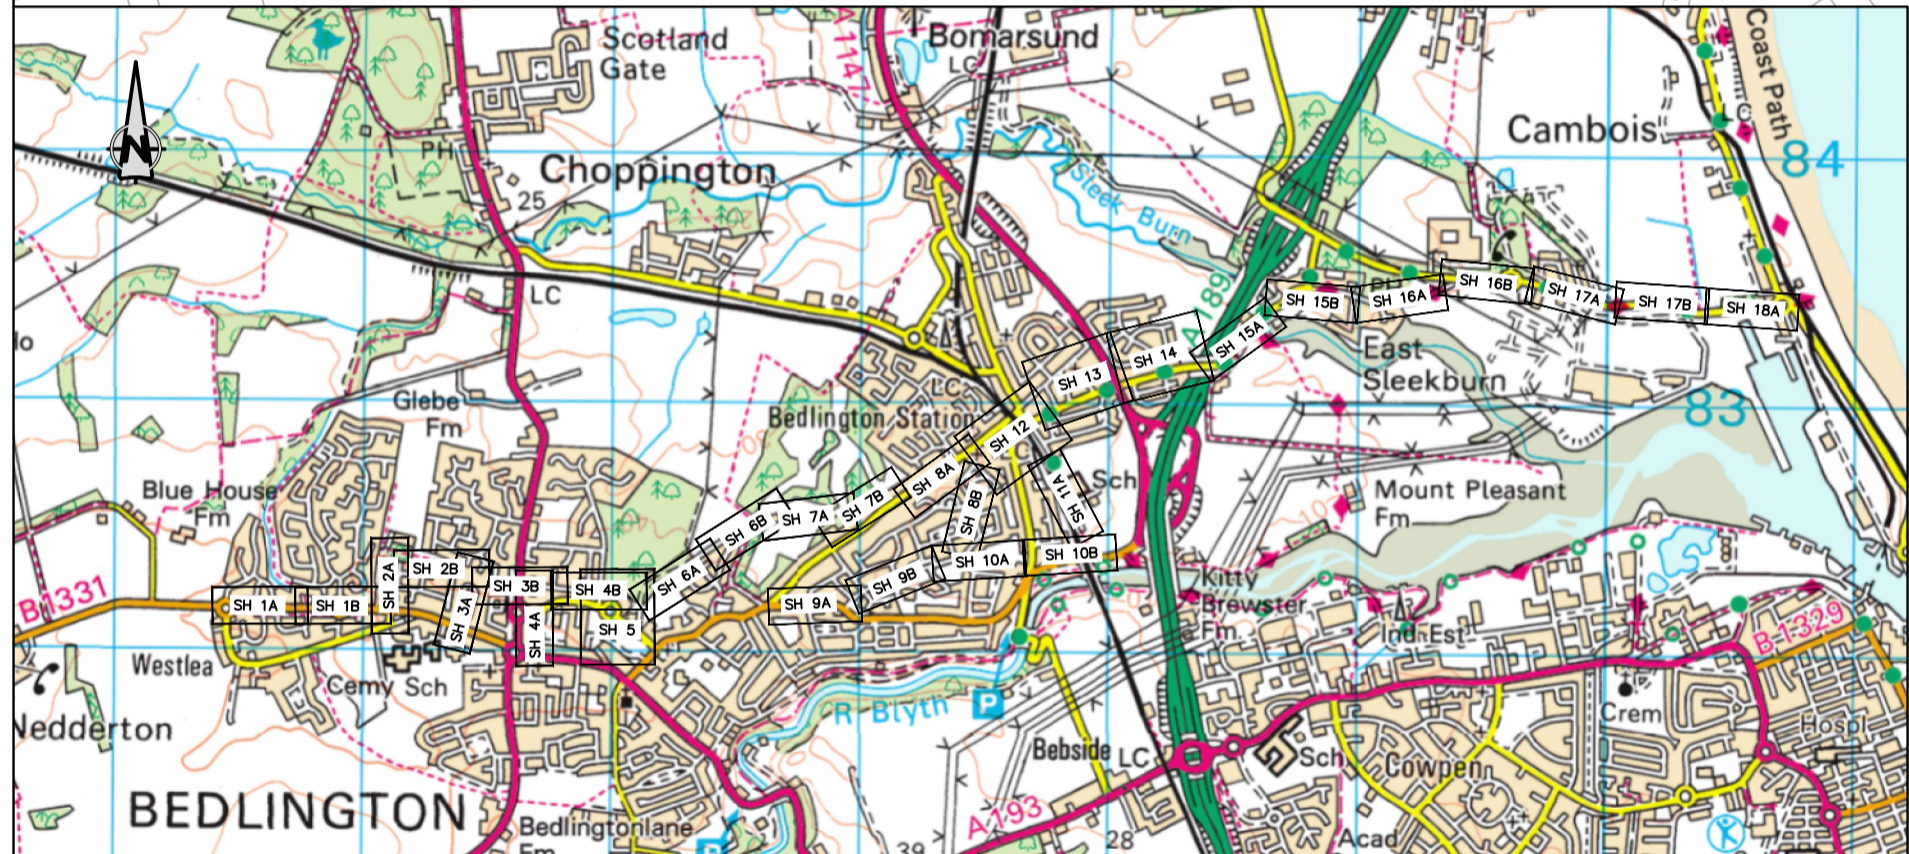 Scotland
Gate
A1147
Bomarsund
LC
Coast Path
N
PH
Choppington
25
Sleek Burn
Cambois
84
LC
A189
SH 15B
SH 16A
SH 16B
SH 17A
SH 17B
SH 18A
SH 15A
SH 14
SH 13
East
Sleekburn
83
LC
Bedlington Station
SH 12
Glebe
Fm
Blue House
Fm
SH 8A
SH 8B
SH 11A
Sch
Mount Pleasant
Fm
SH 7B
SH 7A
SH 6B
SH 6A
B1331
SH 1A
SH 1B
SH 2A
SH 2B
SH 3A
SH 3B
SH 4A
SH 4B
SH 5
SH 9A
SH 9B
SH 10A
SH 10B
Kitty
Brewster
Fm
Ind Est
B 1329
Westlea
Cemy Sch
Nedderton
R Blyth
P
Bebside LC
Sch
Cowpen
Crem
Hospl
BEDLINGTON
Bedlingtonlane
Fm
A193
39
28
Acad